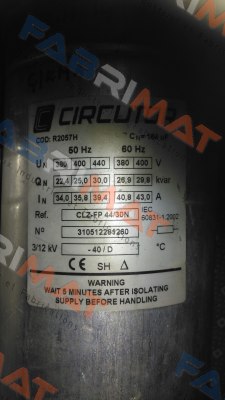 CIRCUTOR
COD: R2057H
50 Hz 60 Hz
UN 380 400 440 380 400 V
QN 22,4 25,0 30,0 26,9 29,8 kvar
IN 34,0 35,8 39,4 40,8 43,0 A
Ref. CLZ-FP 44/30N IEC 60831-1:2002
Nº
3/12 kV - 40 / D °C
CE SH
WARNING
WAIT 5 MINUTES AFTER ISOLATING
SUPPLY BEFORE HANDLING
FABRIMAT